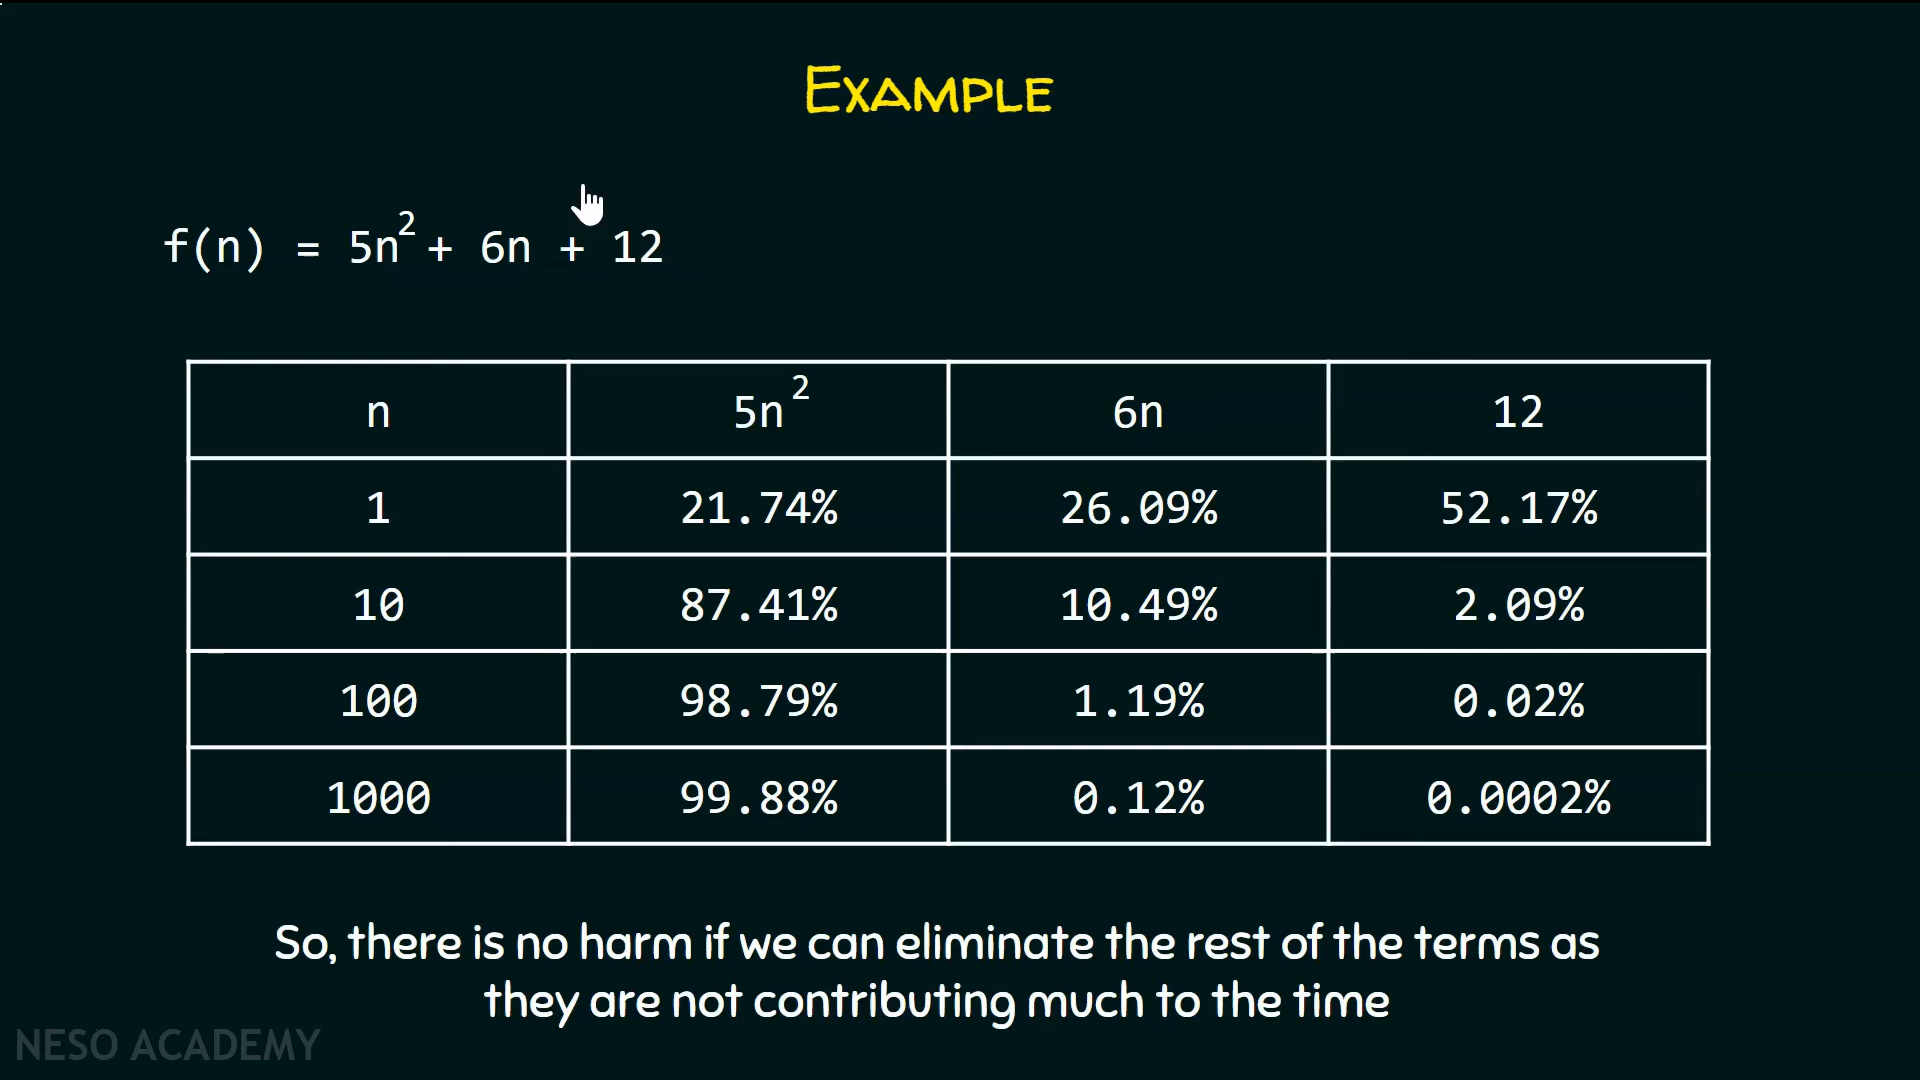 EXAMPLE
f(n) = 5n² + 6n + 12
n 5n² 6n 12
1 21.74% 26.09% 52.17%
10 87.41% 10.49% 2.09%
100 98.79% 1.19% 0.02%
1000 99.88% 0.12% 0.0002%
So, there is no harm if we can eliminate the rest of the terms as
they are not contributing much to the time
NESO ACADEMY